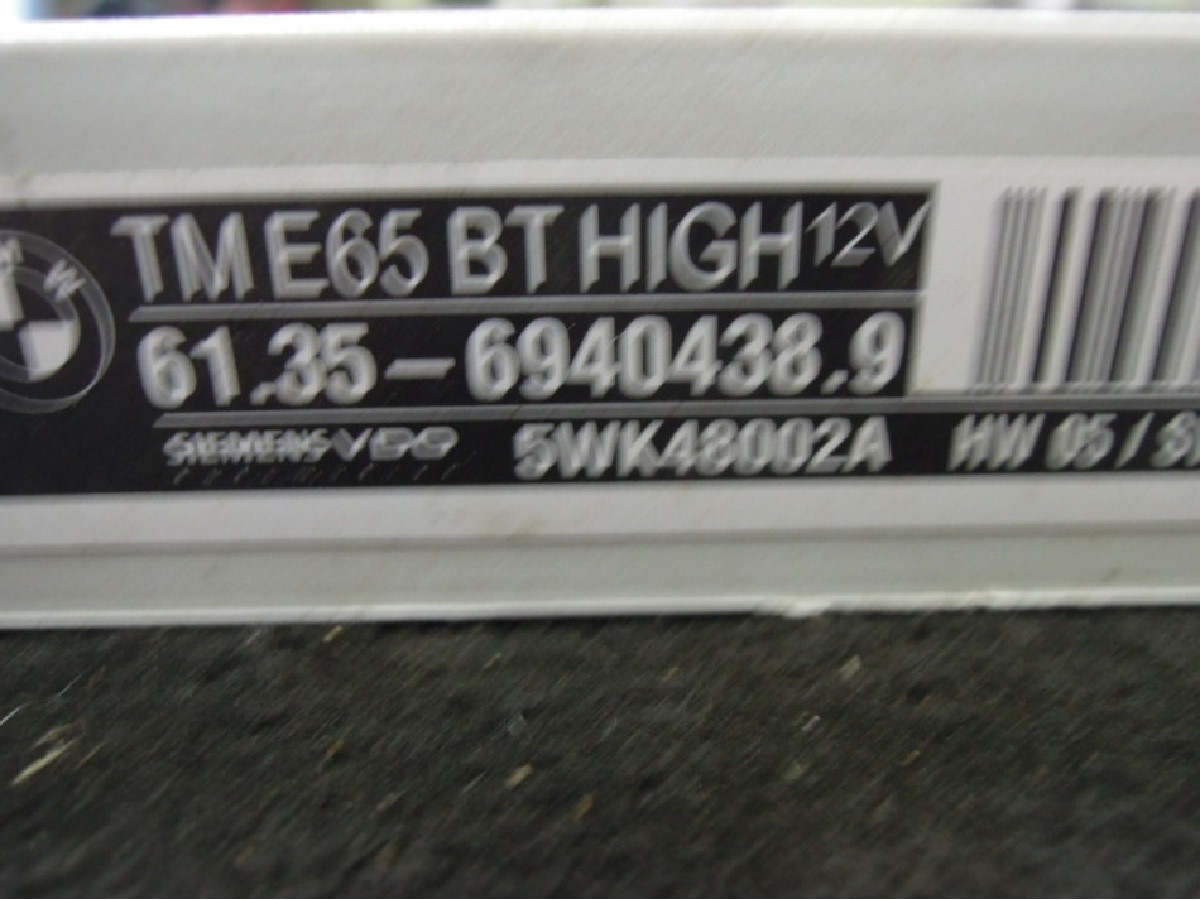 TM E65 BT HIGH 12V
61.35-6940438.9
SIEMENS VDO 5WK48002A HW 05/